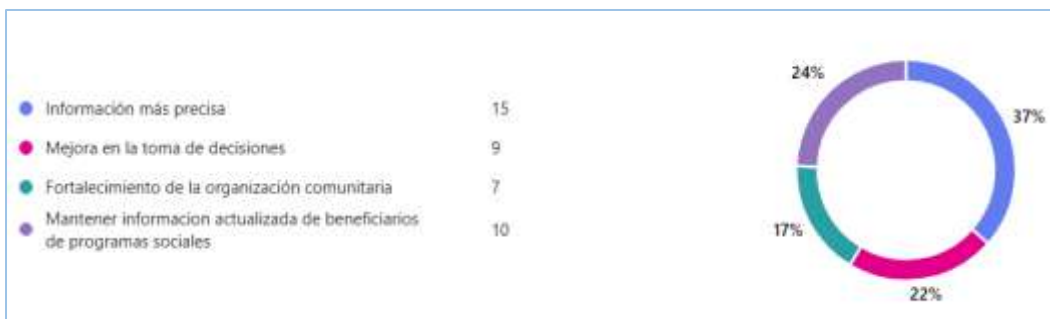 Información más precisa 15
Mejora en la toma de decisiones 9
Fortalecimiento de la organización comunitaria 7
Mantener informacion actualizada de beneficiarios
de programas sociales 10
24%
37%
17%
22%